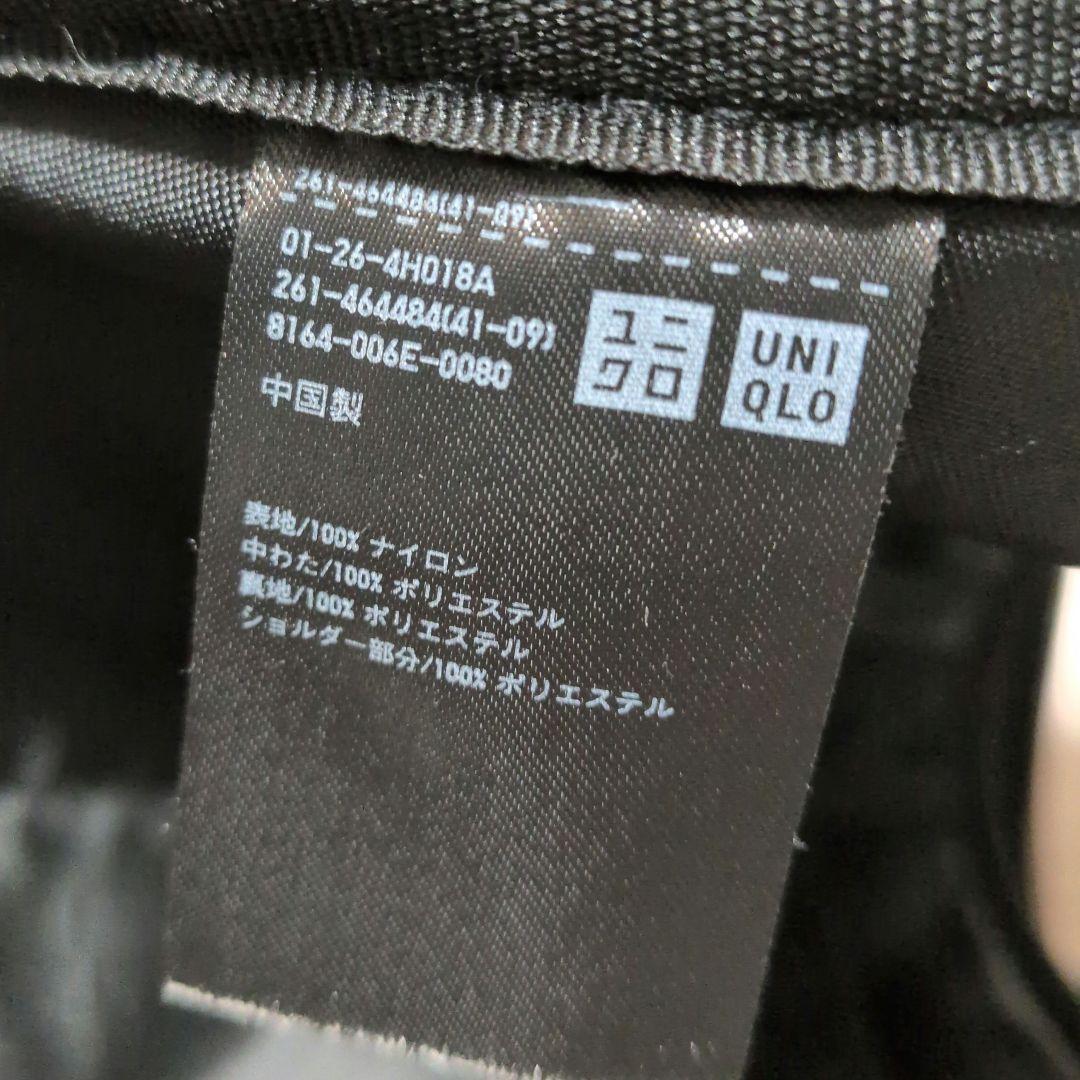 261-464484(41-09)
01-26-4H018A
261-464484(41-09)
8164-006E-0080
中国製
ユニ
クロ
UNI
QLO
表地/100% ナイロン
中わた/100% ポリエステル
裏地/100% ポリエステル
ショルダー部分/100% ポリエステル